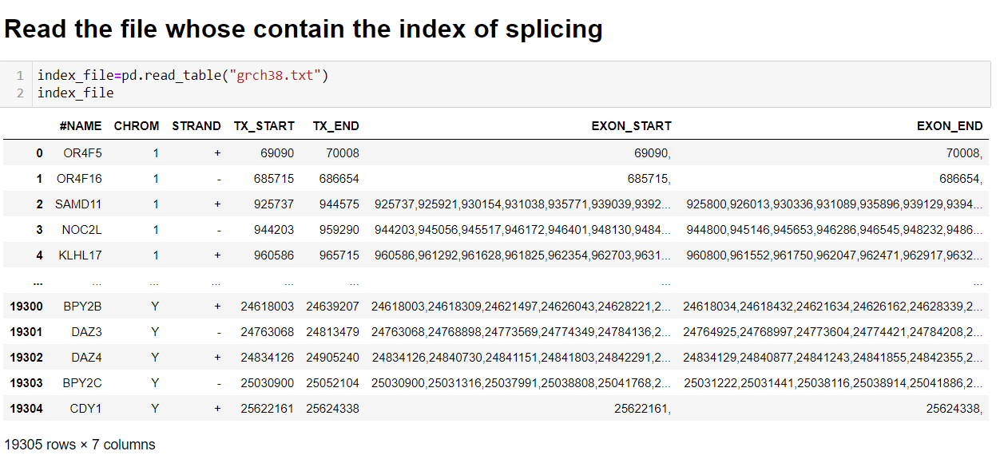 Read the file whose contain the index of splicing
1 index_file=pd.read_table("grch38.txt")
2 index_file
#NAME CHROM STRAND TX_START TX_END EXON_START EXON_END
0 OR4F5 1 + 69090 70008 69090, 70008,
1 OR4F16 1 - 685715 686654 685715, 686654,
2 SAMD11 1 + 925737 944575 925737,925921,930154,931038,935771,939039,9392... 925800,926013,930336,931089,935896,939129,9394...
3 NOC2L 1 - 944203 959290 944203,945056,945517,946172,946401,948130,9484... 944800,945146,945653,946286,946545,948232,9486...
4 KLHL17 1 + 960586 965715 960586,961292,961628,961825,962354,962703,9631... 960800,961552,961750,962047,962471,962917,9632...
... ... ... ... ... ... ... ...
19300 BPY2B Y + 24618003 24639207 24618003,24618309,24621497,24626043,24628221,2... 24618034,24618432,24621634,24626162,24628339,2...
19301 DAZ3 Y - 24763068 24813479 24763068,24768898,24773569,24774349,24784136,2... 24764925,24768997,24773604,24774421,24784208,2...
19302 DAZ4 Y + 24834126 24905240 24834126,24840730,24841151,24841803,24842291,2... 24834129,24840877,24841243,24841855,24842355,2...
19303 BPY2C Y - 25030900 25052104 25030900,25031316,25037991,25038808,25041768,2... 25031222,25031441,25038116,25038914,25041886,2...
19304 CDY1 Y + 25622161 25624338 25622161, 25624338,
19305 rows × 7 columns